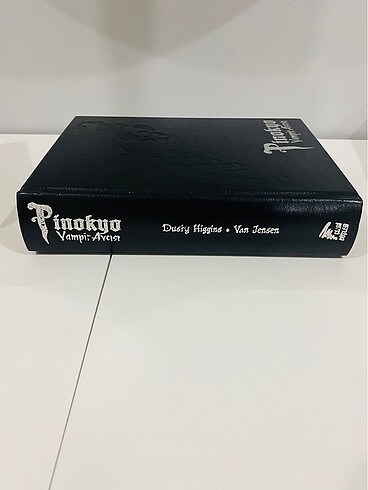 Pinokyo
Vampir Avcısı
Pinokyo
Vampir Avcısı
Dusty Higgins • Van Jensen